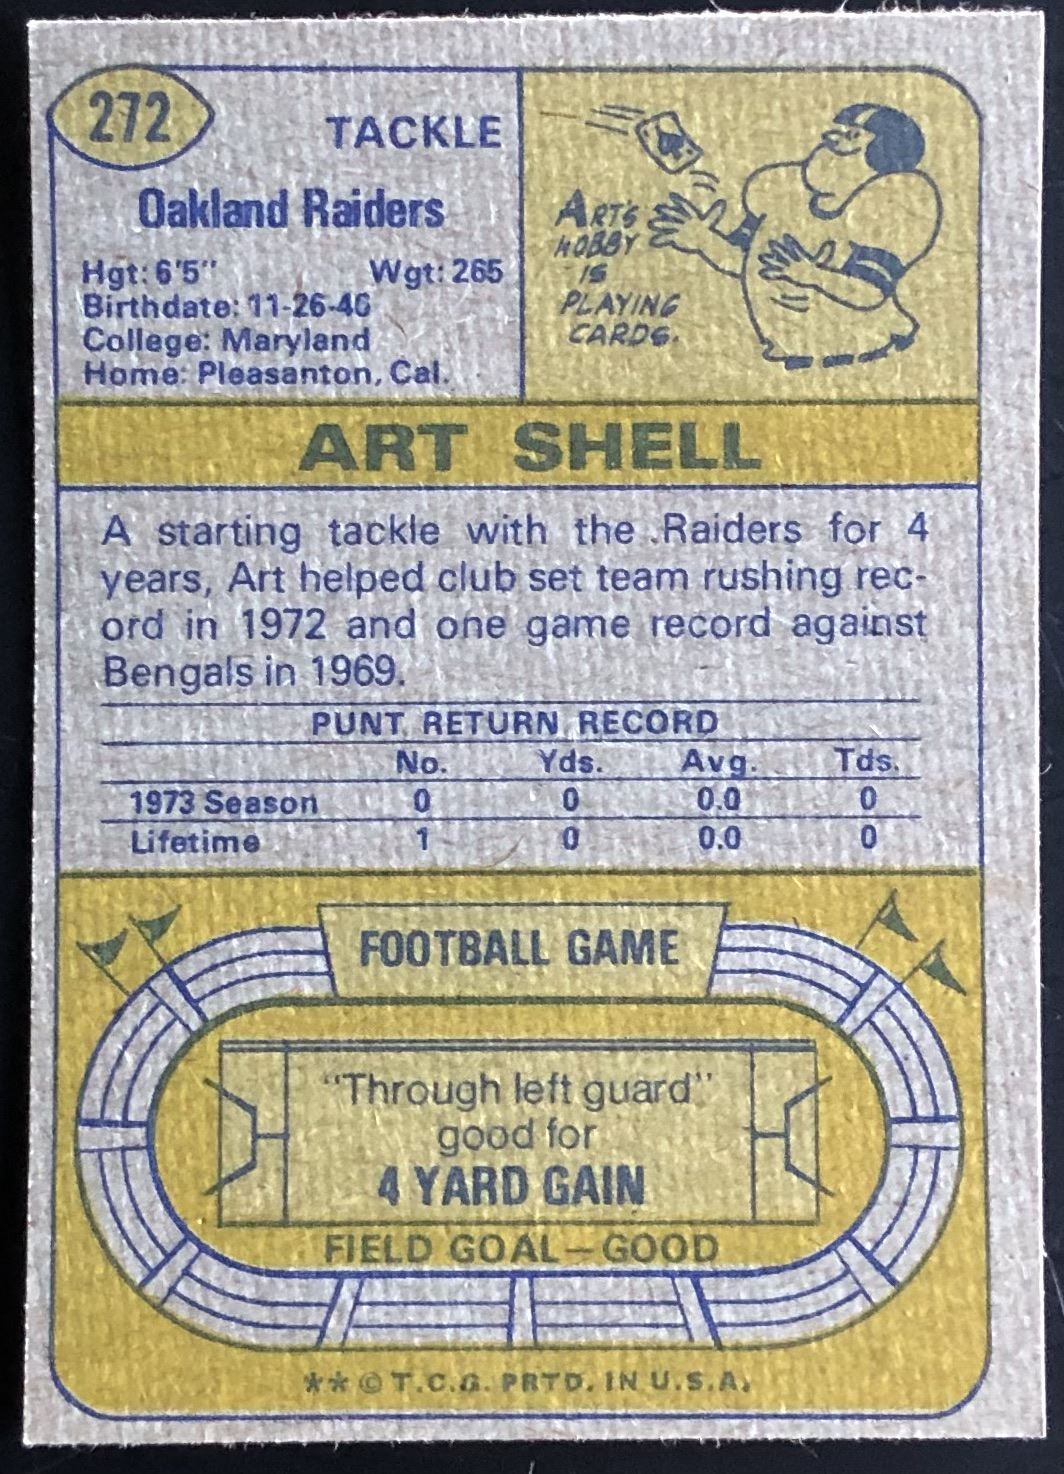 272
TACKLE
Oakland Raiders
Hgt: 6'5" Wgt: 265
Birthdate: 11-26-46
College: Maryland
Home: Pleasanton, Cal.
ART'S
HOBBY
IS
PLAYING
CARDS.
ART SHELL
A starting tackle with the Raiders for 4
years, Art helped club set team rushing rec-
ord in 1972 and one game record against
Bengals in 1969.
PUNT RETURN RECORD
No. Yds. Avg. Tds.
1973 Season 0 0 0.0 0
Lifetime 1 0 0.0 0
FOOTBALL GAME
"Through left guard"
good for
4 YARD GAIN
FIELD GOAL—GOOD
** © T.C.G. PRTD. IN U.S.A.